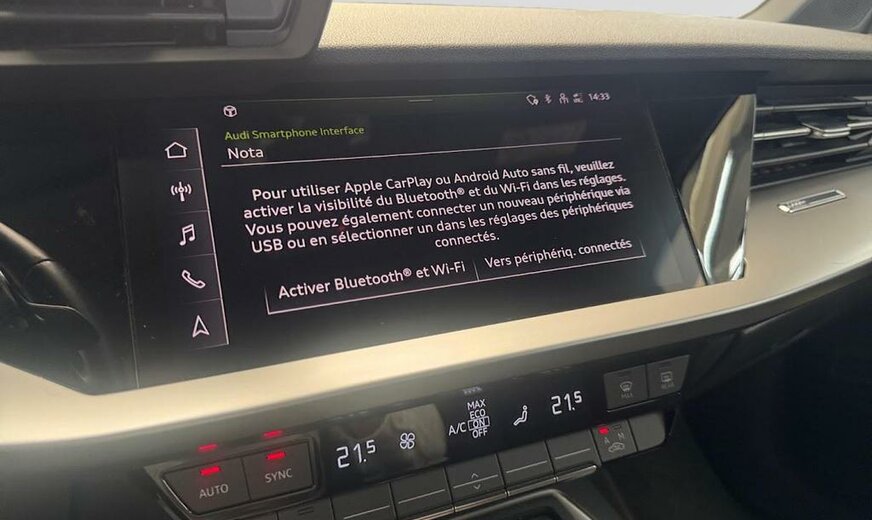 14:33
Audi Smartphone Interface
Nota
Pour utiliser Apple CarPlay ou Android Auto sans fil, veuillez
activer la visibilité du Bluetooth® et du Wi-Fi dans les réglages.
Vous pouvez également connecter un nouveau périphérique via
USB ou en sélectionner un dans les réglages des périphériques
connectés.
Activer Bluetooth® et Wi-Fi
Vers périphériq. connectés
MAX
ECO
A/C ON
OFF
21.5
21.5
AUTO
SYNC
MAX
REAR
A M